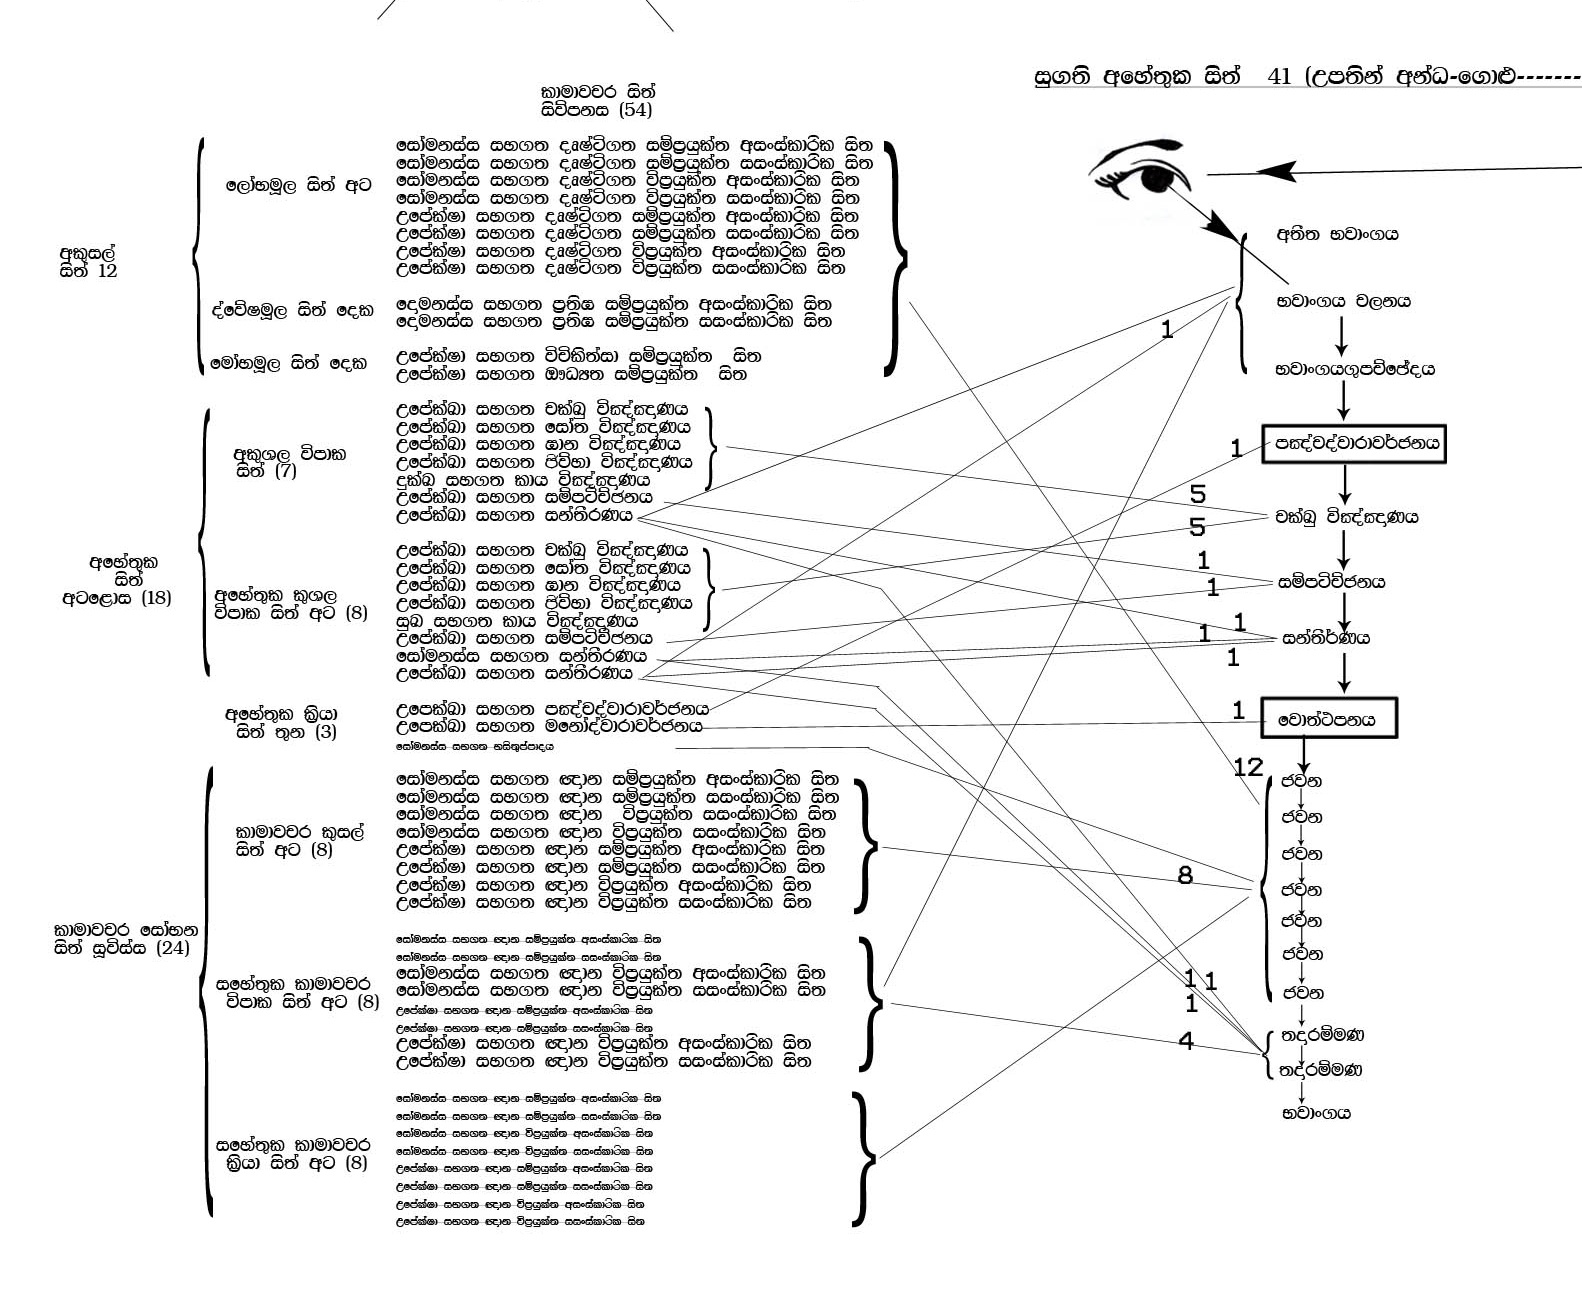 සුගති අහේතුක සිත් 41 (උපතින් අන්ධ-ගොළු-------
කාමාවචර සිත්
සිව්පනස (54)
අකුසල්
සිත් 12
ලෝභමූල සිත් අට
සෝමනස්ස සහගත දෘෂ්ටිගත සම්ප්‍රයුක්ත අසංස්කාරික සිත
සෝමනස්ස සහගත දෘෂ්ටිගත සම්ප්‍රයුක්ත සසංස්කාරික සිත
සෝමනස්ස සහගත දෘෂ්ටිගත විප්‍රයුක්ත අසංස්කාරික සිත
සෝමනස්ස සහගත දෘෂ්ටිගත විප්‍රයුක්ත සසංස්කාරික සිත
උපේක්ෂා සහගත දෘෂ්ටිගත සම්ප්‍රයුක්ත අසංස්කාරික සිත
උපේක්ෂා සහගත දෘෂ්ටිගත සම්ප්‍රයුක්ත සසංස්කාරික සිත
උපේක්ෂා සහගත දෘෂ්ටිගත විප්‍රයුක්ත අසංස්කාරික සිත
උපේක්ෂා සහගත දෘෂ්ටිගත විප්‍රයුක්ත සසංස්කාරික සිත
ද්වේෂමූල සිත් දෙක
දොමනස්ස සහගත ප්‍රතිඝ සම්ප්‍රයුක්ත අසංස්කාරික සිත
දොමනස්ස සහගත ප්‍රතිඝ සම්ප්‍රයුක්ත සසංස්කාරික සිත
මෝහමූල සිත් දෙක
උපේක්ෂා සහගත විචිකිත්සා සම්ප්‍රයුක්ත සිත
උපේක්ෂා සහගත ඖධ්‍යත සම්ප්‍රයුක්ත සිත
අහේතුක
සිත්
අටළොස (18)
අකුශල විපාක
සිත් (7)
උපේක්ඛා සහගත චක්ඛු විඤ්ඤාණය
උපේක්ඛා සහගත සෝත විඤ්ඤාණය
උපේක්ඛා සහගත ඝාන විඤ්ඤාණය
උපේක්ඛා සහගත ජිව්හා විඤ්ඤාණය
දුක්ඛ සහගත කාය විඤ්ඤාණය
උපේක්ඛා සහගත සම්පටිච්ඡනය
උපේක්ඛා සහගත සන්තීරණය
අහේතුක කුශල
විපාක සිත් අට (8)
උපේක්ඛා සහගත චක්ඛු විඤ්ඤාණය
උපේක්ඛා සහගත සෝත විඤ්ඤාණය
උපේක්ඛා සහගත ඝාන විඤ්ඤාණය
උපේක්ඛා සහගත ජිව්හා විඤ්ඤාණය
සුඛ සහගත කාය විඤ්ඤාණය
උපේක්ඛා සහගත සම්පටිච්ඡනය
සෝමනස්ස සහගත සන්තීරණය
උපේක්ඛා සහගත සන්තීරණය
අහේතුක ක්‍රියා
සිත් තුන (3)
උපෙක්ඛා සහගත පඤ්චද්වාරාවර්ජනය
උපෙක්ඛා සහගත මනෝද්වාරාවර්ජනය
සෝමනස්ස සහගත හසිතුප්පාදය
කාමාවචර සෝභන
සිත් සූවිස්ස (24)
කාමාවචර කුසල්
සිත් අට (8)
සෝමනස්ස සහගත ඥාන සම්ප්‍රයුක්ත අසංස්කාරික සිත
සෝමනස්ස සහගත ඥාන සම්ප්‍රයුක්ත සසංස්කාරික සිත
සෝමනස්ස සහගත ඥාන විප්‍රයුක්ත සසංස්කාරික සිත
සෝමනස්ස සහගත ඥාන විප්‍රයුක්ත සසංස්කාරික සිත
උපේක්ෂා සහගත ඥාන සම්ප්‍රයුක්ත අසංස්කාරික සිත
උපේක්ෂා සහගත ඥාන සම්ප්‍රයුක්ත සසංස්කාරික සිත
උපේක්ෂා සහගත ඥාන විප්‍රයුක්ත අසංස්කාරික සිත
උපේක්ෂා සහගත ඥාන විප්‍රයුක්ත සසංස්කාරික සිත
සහේතුක කාමාවචර
විපාක සිත් අට (8)
සෝමනස්ස සහගත ඥාන සම්ප්‍රයුක්ත අසංස්කාරික සිත
සෝමනස්ස සහගත ඥාන සම්ප්‍රයුක්ත සසංස්කාරික සිත
සෝමනස්ස සහගත ඥාන විප්‍රයුක්ත අසංස්කාරික සිත
සෝමනස්ස සහගත ඥාන විප්‍රයුක්ත සසංස්කාරික සිත
උපේක්ෂා සහගත ඥාන සම්ප්‍රයුක්ත අසංස්කාරික සිත
උපේක්ෂා සහගත ඥාන සම්ප්‍රයුක්ත සසංස්කාරික සිත
උපේක්ෂා සහගත ඥාන විප්‍රයුක්ත අසංස්කාරික සිත
උපේක්ෂා සහගත ඥාන විප්‍රයුක්ත සසංස්කාරික සිත
සහේතුක කාමාවචර
ක්‍රියා සිත් අට (8)
සෝමනස්ස සහගත ඥාන සම්ප්‍රයුක්ත අසංස්කාරික සිත
සෝමනස්ස සහගත ඥාන සම්ප්‍රයුක්ත සසංස්කාරික සිත
සෝමනස්ස සහගත ඥාන විප්‍රයුක්ත අසංස්කාරික සිත
සෝමනස්ස සහගත ඥාන විප්‍රයුක්ත සසංස්කාරික සිත
උපේක්ෂා සහගත ඥාන සම්ප්‍රයුක්ත අසංස්කාරික සිත
උපේක්ෂා සහගත ඥාන සම්ප්‍රයුක්ත සසංස්කාරික සිත
උපේක්ෂා සහගත ඥාන විප්‍රයුක්ත අසංස්කාරික සිත
උපේක්ෂා සහගත ඥාන විප්‍රයුක්ත සසංස්කාරික සිත
අතීත භවාංගය
භවාංගය චලනය
1
භවාංගයගුපච්ඡේදය
1
පඤ්චද්වාරාවර්ජනය
5
චක්ඛු විඤ්ඤාණය
5
1
සම්පටිච්ඡනය
1
1
1
සන්තීර්ණය
1
1
වොත්ථපනය
12
ජවන
ජවන
ජවන
8
ජවන
ජවන
ජවන
1
1
ජවන
1
තදාරම්මණ
4
තදාරම්මණ
භවාංගය